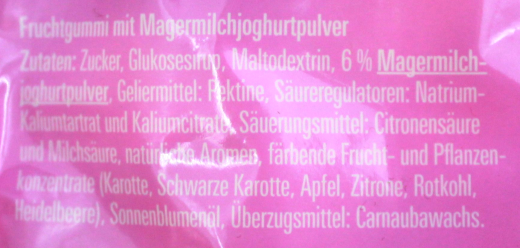 Fruchtgummi mit Magermilchjoghurtpulver
Zutaten: Zucker, Glukosesirup, Maltodextrin, 6 % Magermilch-
joghurtpulver, Geliermittel: Pektine, Säureregulatoren: Natrium-
Kaliumtartrat und Kaliumcitrate, Säuerungsmittel: Citronensäure
und Milchsäure, natürliche Aromen, färbende Frucht- und Pflanzen-
konzentrate (Karotte, Schwarze Karotte, Apfel, Zitrone, Rotkohl,
Heidelbeere), Sonnenblumenöl, Überzugsmittel: Carnaubawachs.